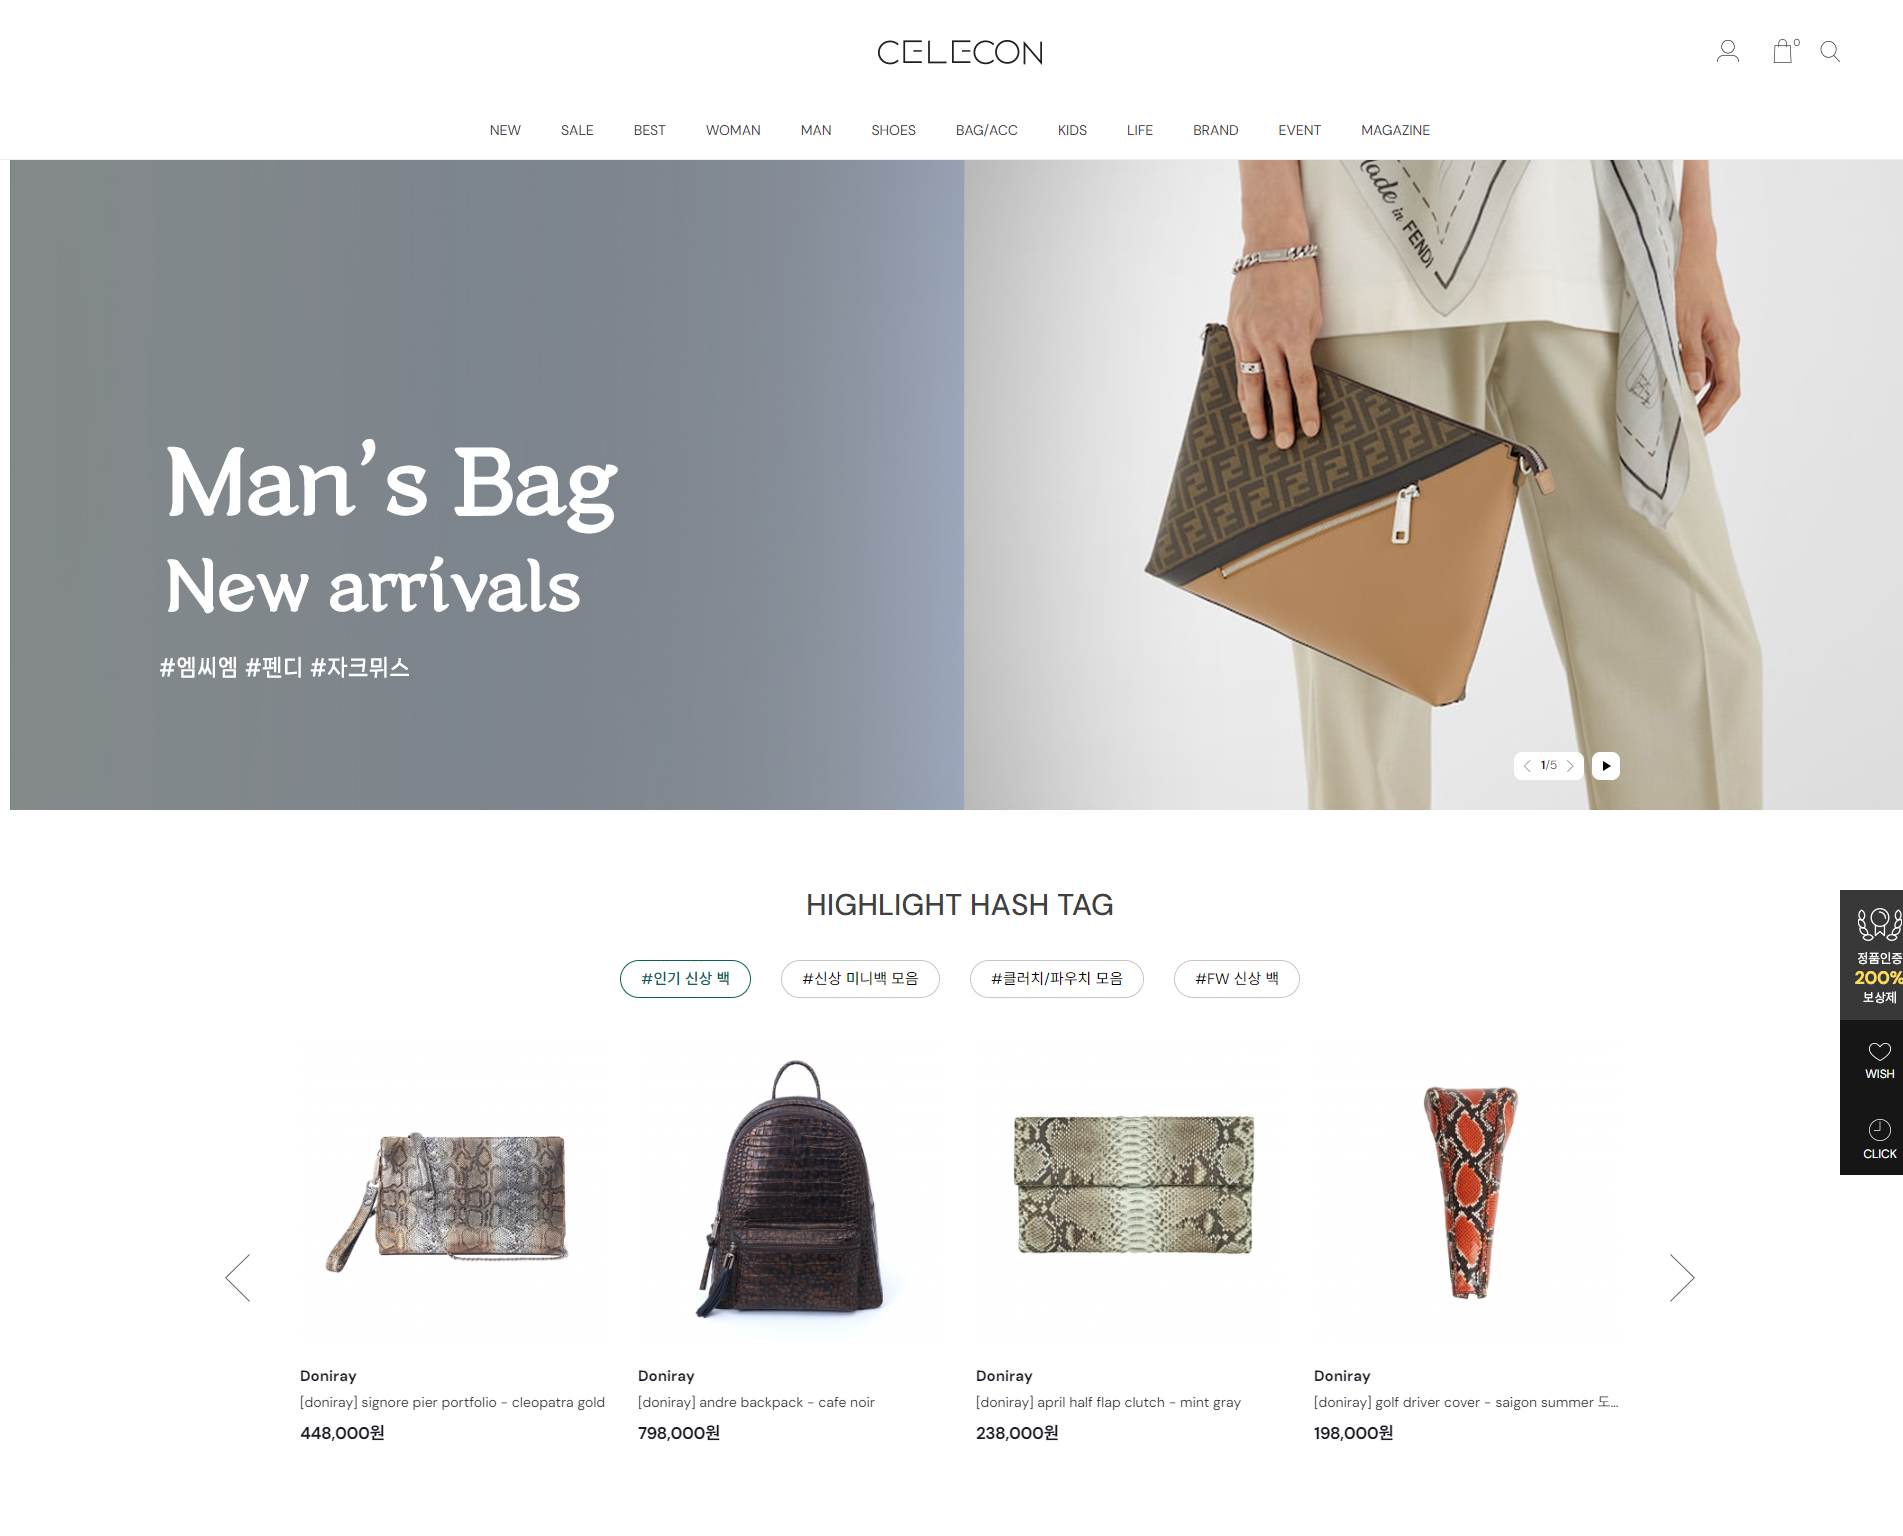 CELECON
0
NEW SALE BEST WOMAN MAN SHOES BAG/ACC KIDS LIFE BRAND EVENT MAGAZINE
made in FENDI
Man's Bag
New arrivals
#엠씨엠 #펜디 #자크뮈스
1/5
HIGHLIGHT HASH TAG
#인기 신상 백 #신상 미니백 모음 #클러치/파우치 모음 #FW 신상 백
정품인증
200%
보상제
WISH
CLICK
Doniray
[doniray] signore pier portfolio - cleopatra gold
448,000원
Doniray
[doniray] andre backpack - cafe noir
798,000원
Doniray
[doniray] april half flap clutch - mint gray
238,000원
Doniray
[doniray] golf driver cover - saigon summer 도...
198,000원